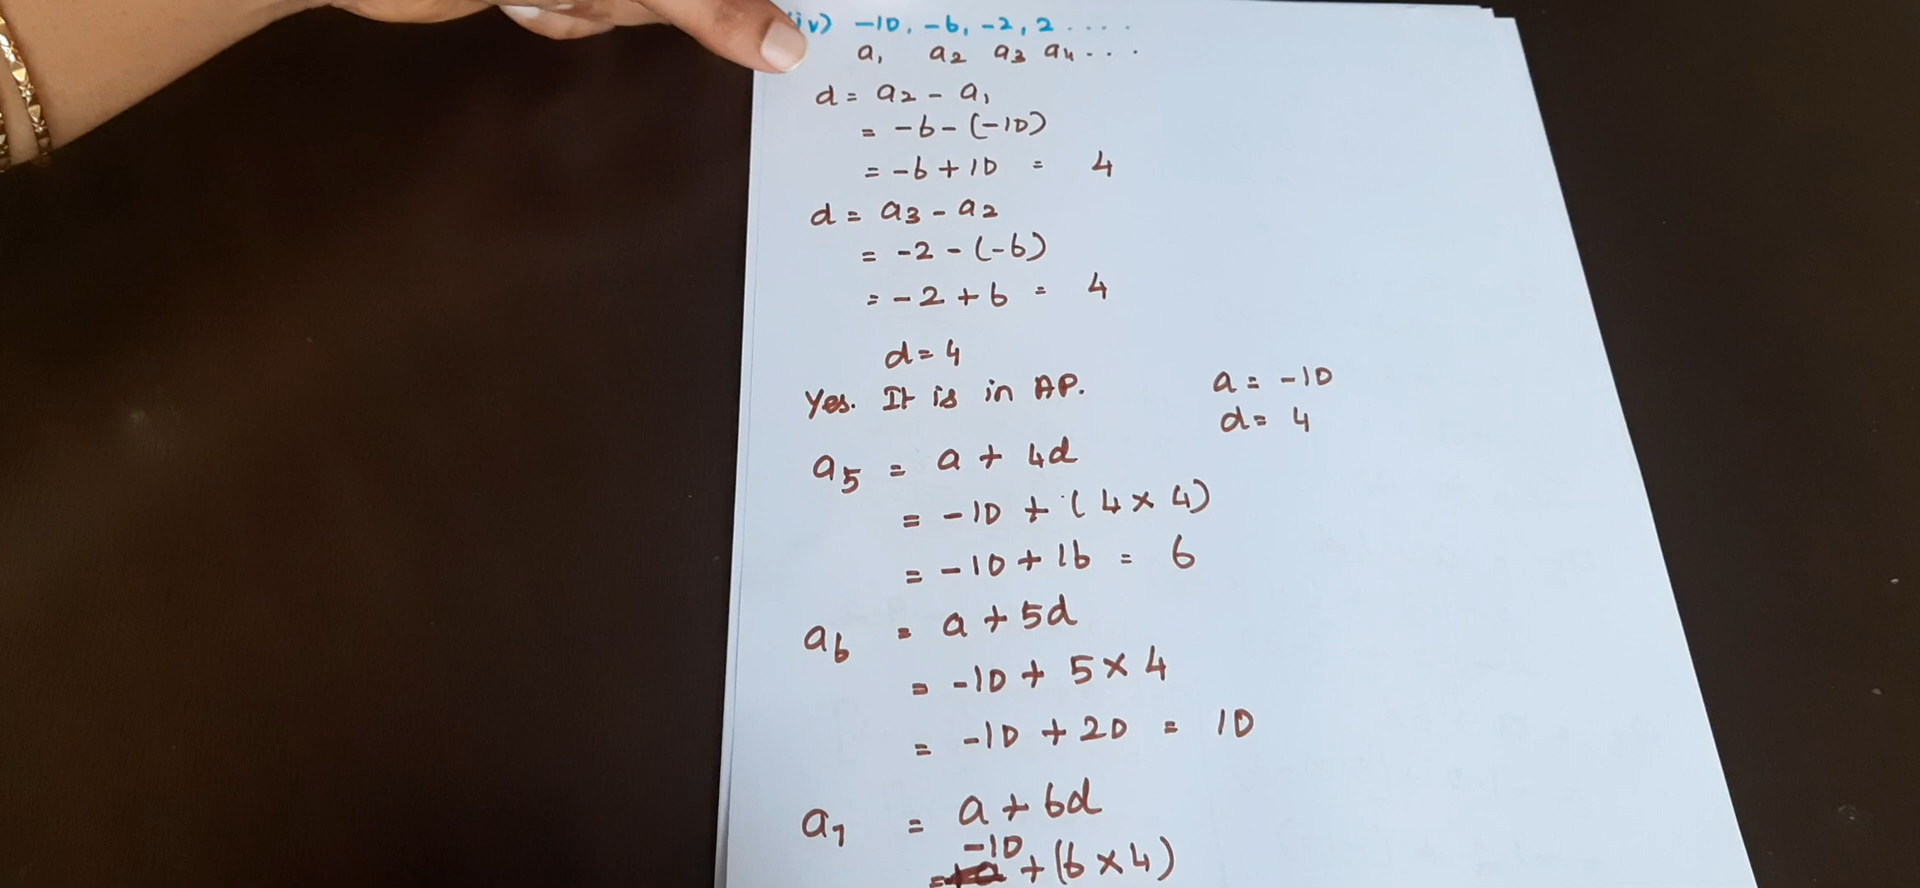 iv) -10, -6, -2, 2 ....
a₁ a₂ a₃ a₄ ...
d = a₂ - a₁
= -6 - (-10)
= -6 + 10 = 4
d = a₃ - a₂
= -2 - (-6)
= -2 + 6 = 4
d = 4
Yes. It is in AP.
a = -10
d = 4
a₅ = a + 4d
= -10 + (4 × 4)
= -10 + 16 = 6
a₆ = a + 5d
= -10 + 5 × 4
= -10 + 20 = 10
a₇ = a + 6d
= -10 + (6 × 4)